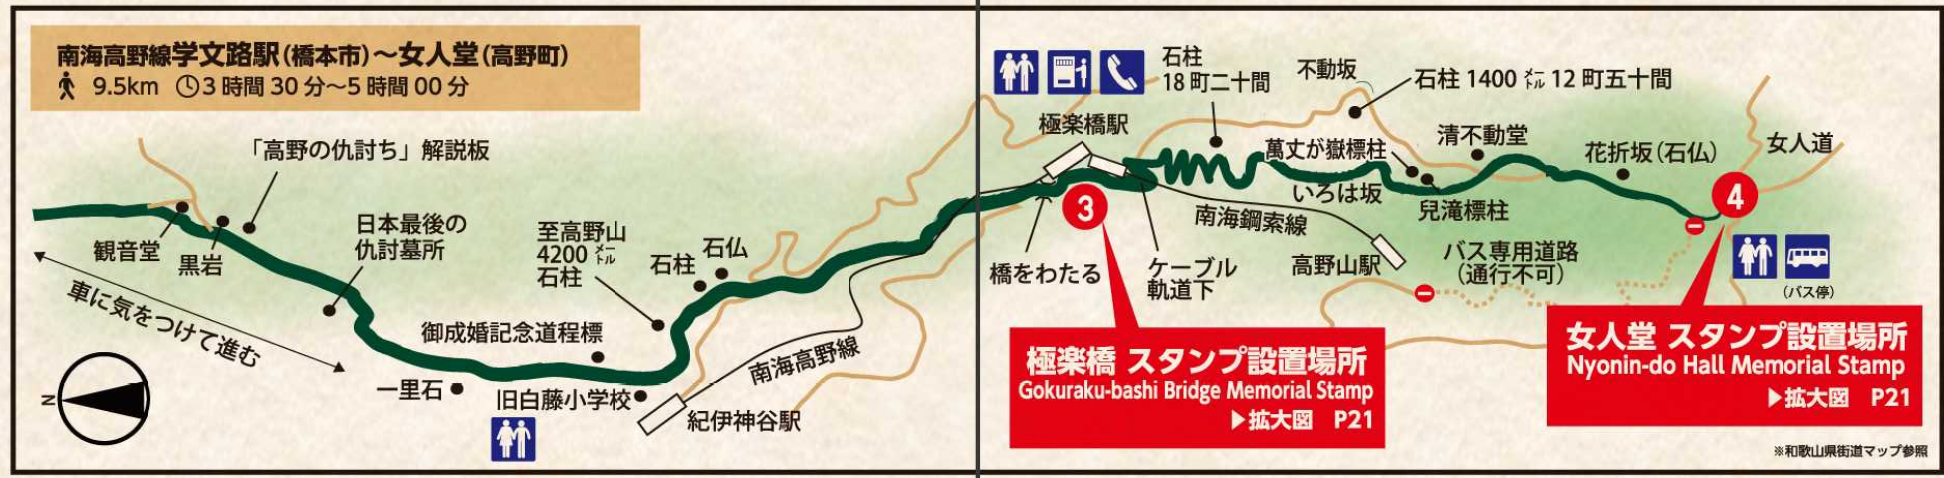 南海高野線学文路駅（橋本市）～女人堂（高野町）
9.5km 3時間30分～5時間00分
「高野の仇討ち」解説板
観音堂
黒岩
日本最後の
仇討墓所
車に気をつけて進む
N
御成婚記念道程標
一里石
旧白藤小学校
至高野山
4200メートル
石柱
石柱
石仏
紀伊神谷駅
南海高野線
極楽橋駅
3
橋をわたる
ケーブル
軌道下
石柱
18町二十間
不動坂
石柱1400メートル12町五十間
萬丈が嶽標柱
いろは坂
兒滝標柱
清不動堂
花折坂（石仏）
女人道
南海鋼索線
高野山駅
バス専用道路
（通行不可）
4
（バス停）
極楽橋 スタンプ設置場所
Gokuraku-bashi Bridge Memorial Stamp
▶拡大図 P21
女人堂 スタンプ設置場所
Nyonin-do Hall Memorial Stamp
▶拡大図 P21
※和歌山県街道マップ参照